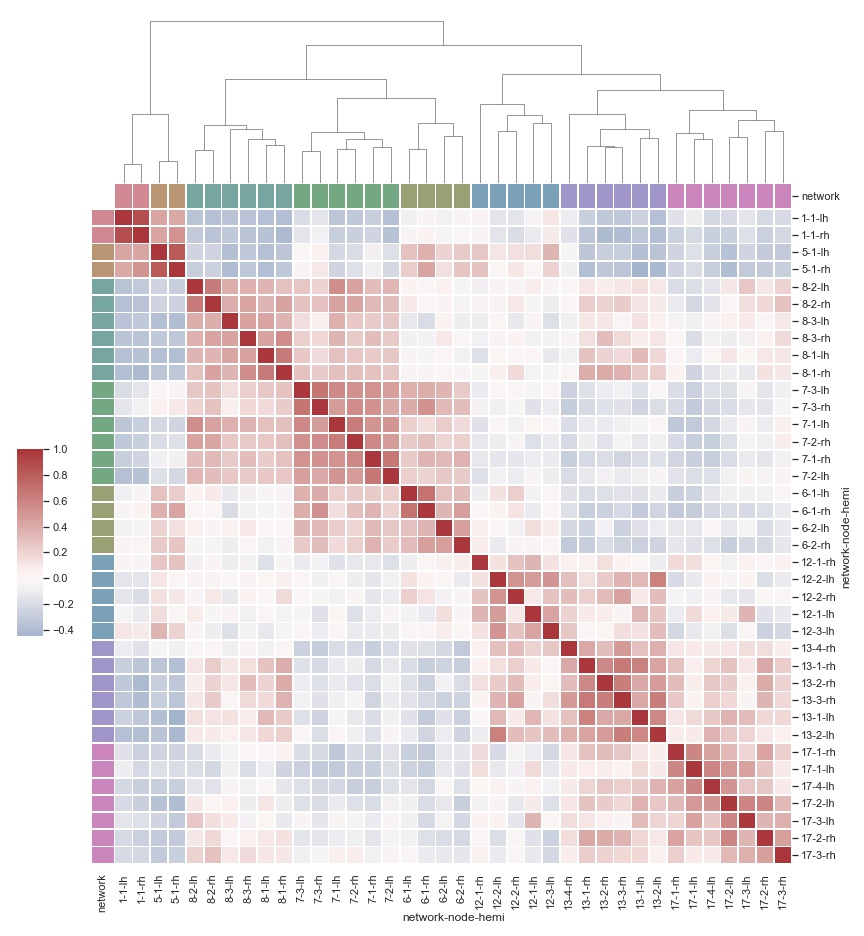 network
1-1-lh
1-1-rh
5-1-lh
5-1-rh
8-2-lh
8-2-rh
8-3-lh
8-3-rh
8-1-lh
8-1-rh
7-3-lh
7-3-rh
7-1-lh
7-2-rh
7-1-rh
7-2-lh
6-1-lh
6-1-rh
6-2-lh
6-2-rh
12-1-rh
12-2-lh
12-2-rh
12-1-lh
12-3-lh
13-4-rh
13-1-rh
13-2-rh
13-3-rh
13-1-lh
13-2-lh
17-1-rh
17-1-lh
17-4-lh
17-2-lh
17-3-lh
17-2-rh
17-3-rh
network-node-hemi
1.0
0.8
0.6
0.4
0.2
0.0
−0.2
−0.4
network
1-1-lh
1-1-rh
5-1-lh
5-1-rh
8-2-lh
8-2-rh
8-3-lh
8-3-rh
8-1-lh
8-1-rh
7-3-lh
7-3-rh
7-1-lh
7-2-rh
7-1-rh
7-2-lh
6-1-lh
6-1-rh
6-2-lh
6-2-rh
12-1-rh
12-2-lh
12-2-rh
12-1-lh
12-3-lh
13-4-rh
13-1-rh
13-2-rh
13-3-rh
13-1-lh
13-2-lh
17-1-rh
17-1-lh
17-4-lh
17-2-lh
17-3-lh
17-2-rh
17-3-rh
network-node-hemi